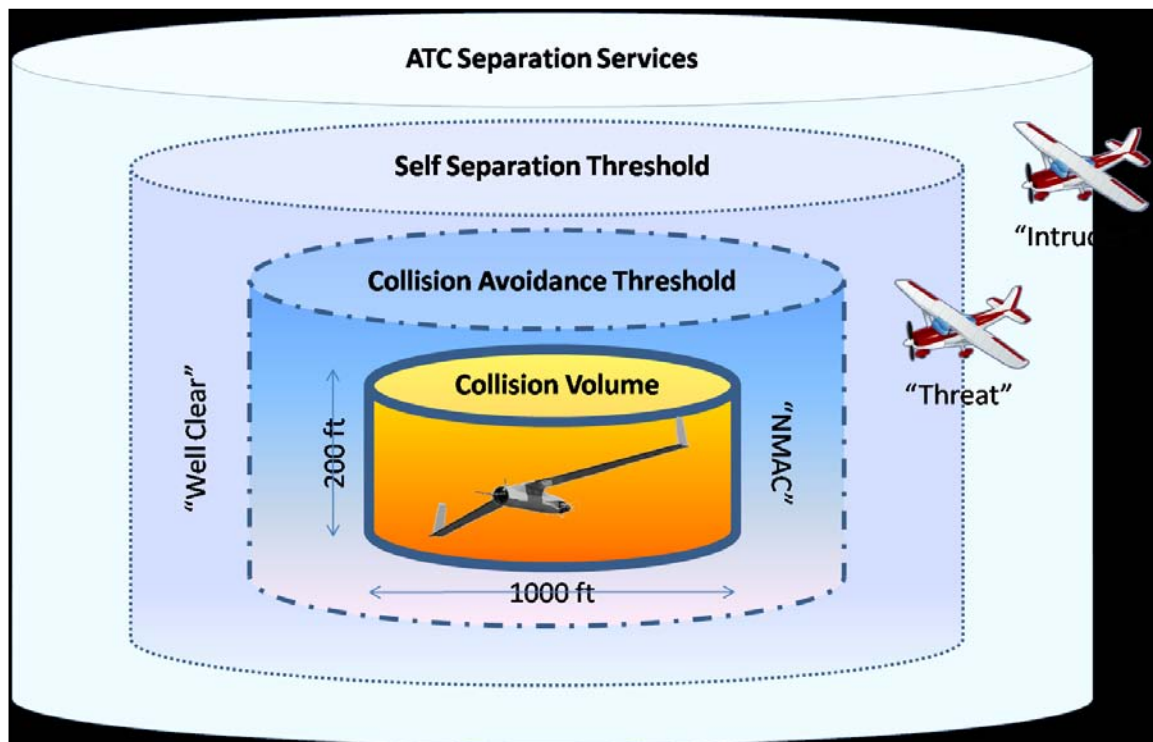 ATC Separation Services
Self Separation Threshold
Collision Avoidance Threshold
Collision Volume
200 ft
1000 ft
“Well Clear”
“NMAC”
“Intruc
“Threat”